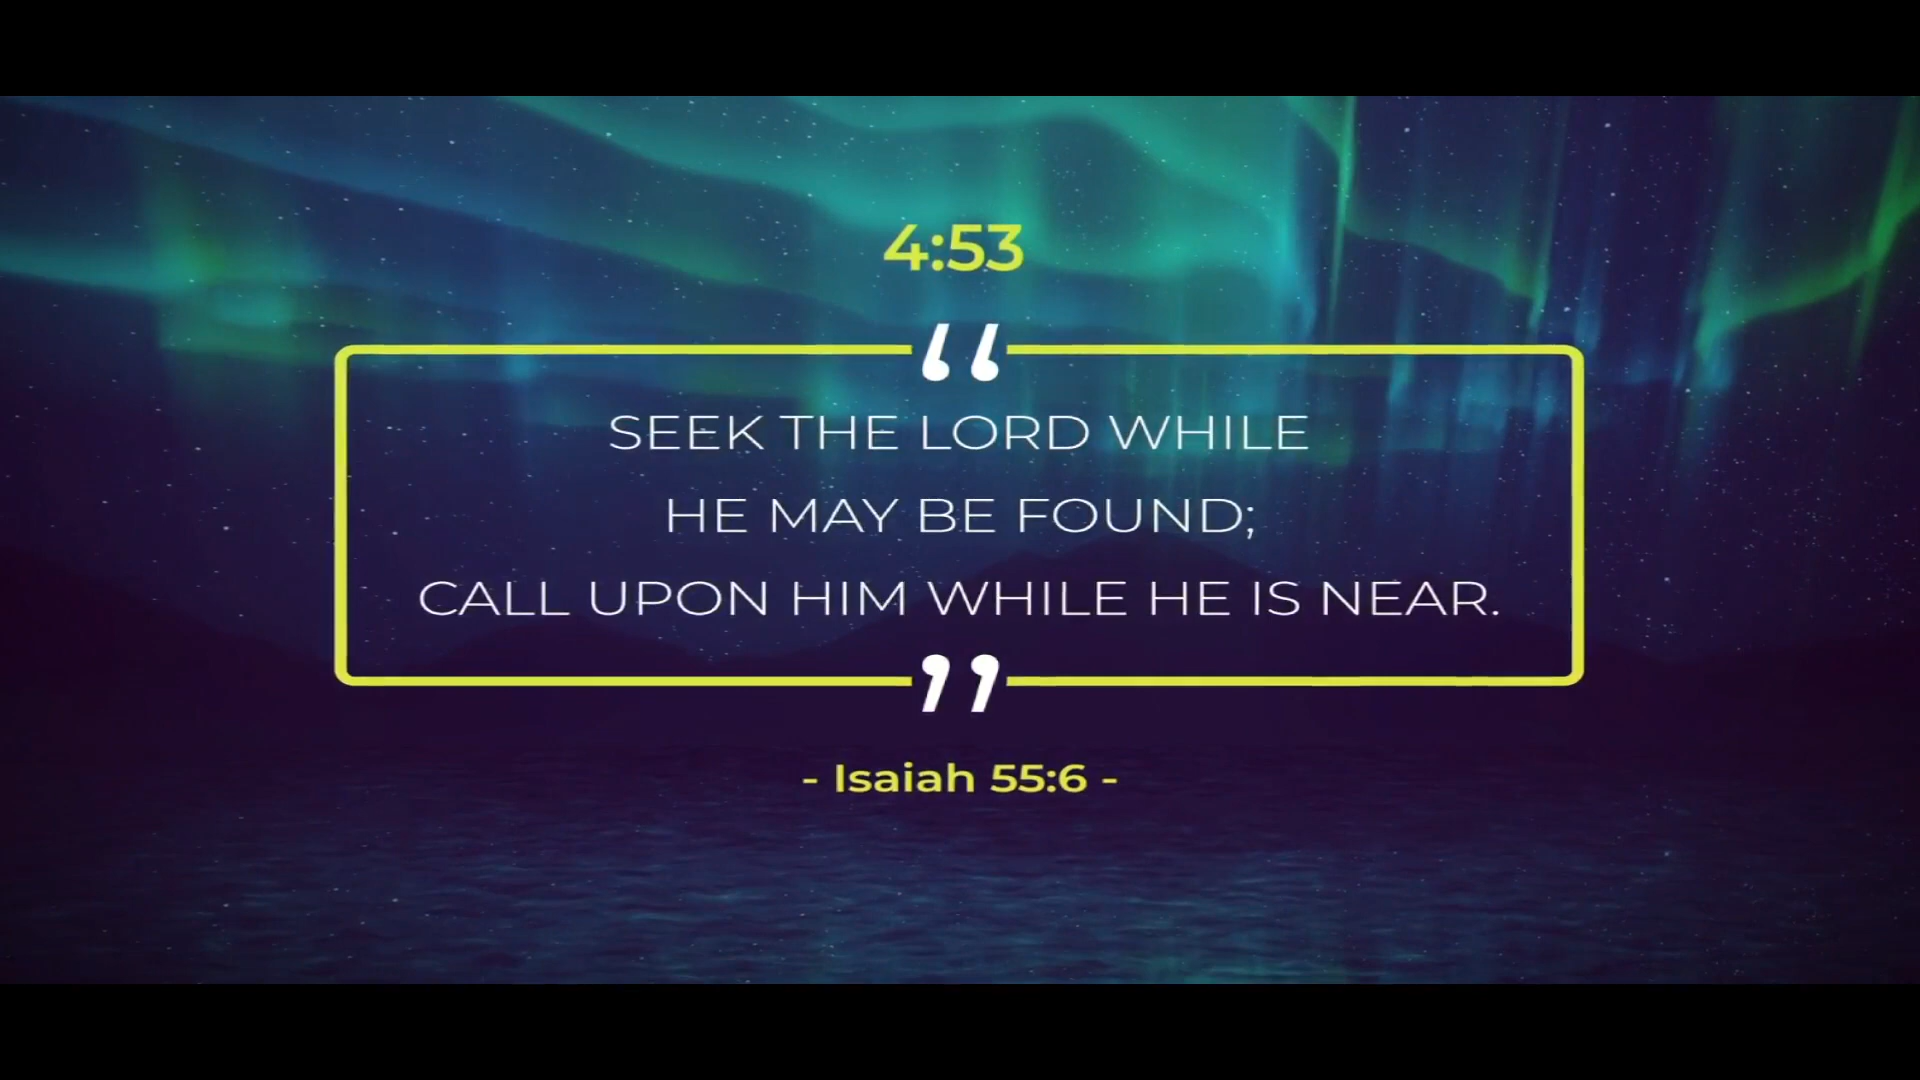 4:53
“
SEEK THE LORD WHILE
HE MAY BE FOUND;
CALL UPON HIM WHILE HE IS NEAR.
”
- Isaiah 55:6 -